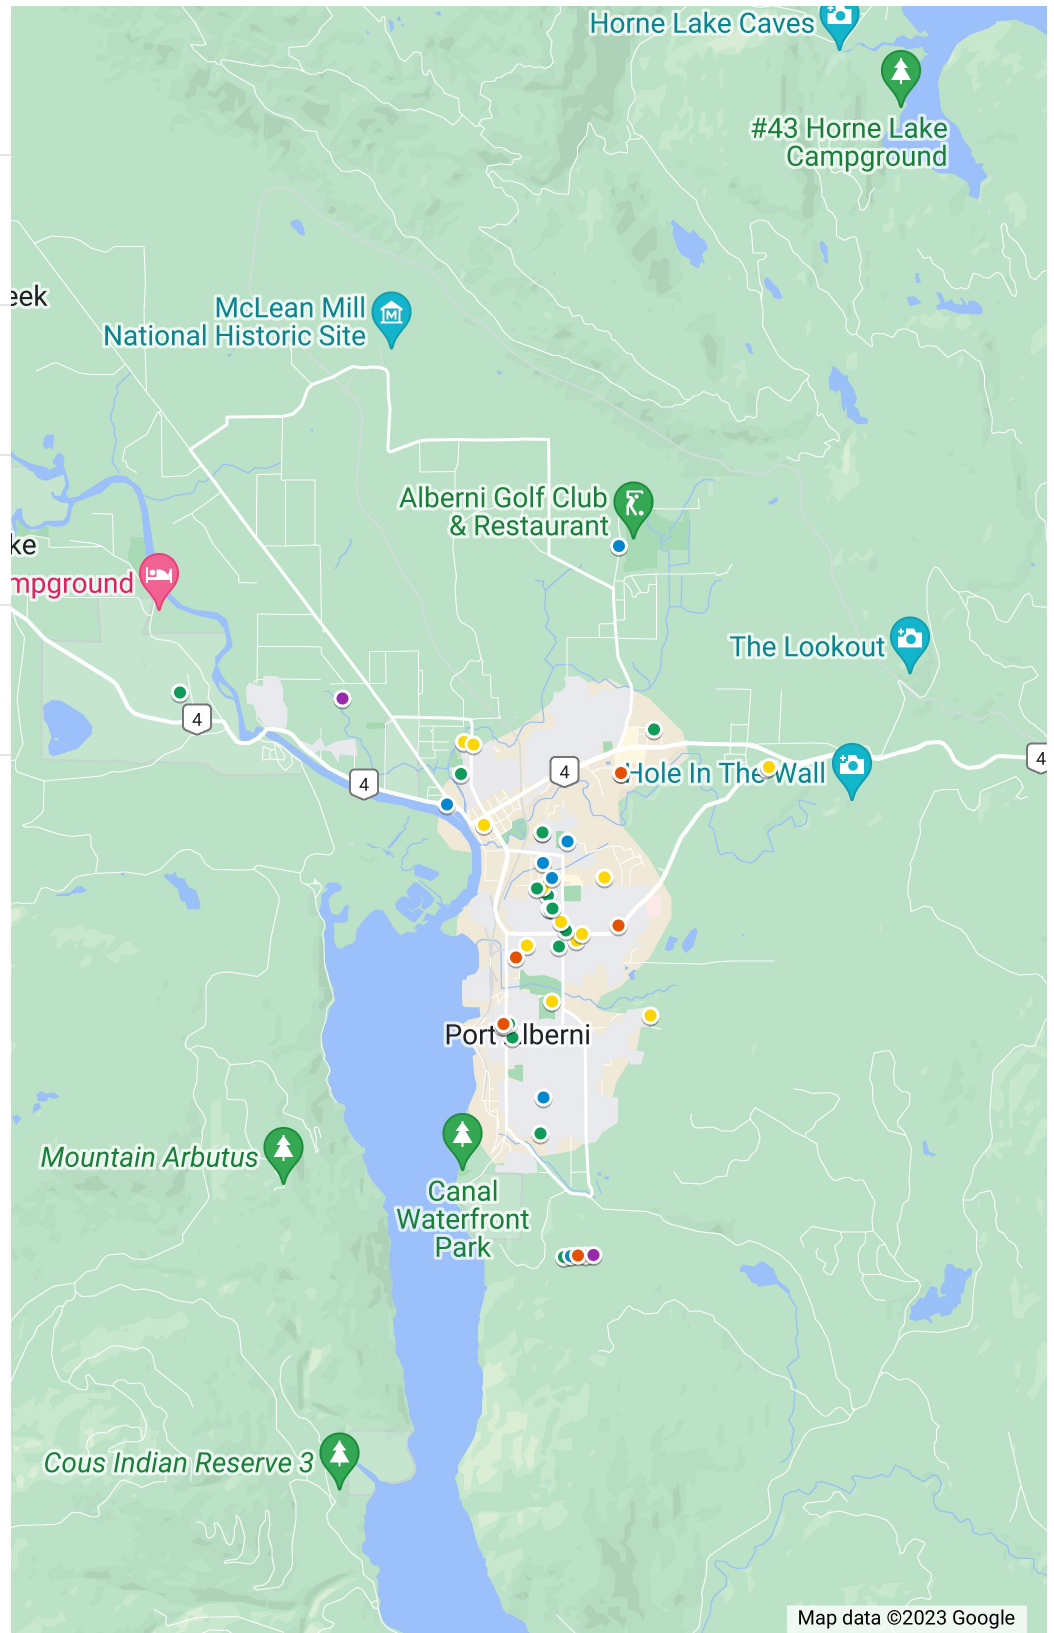 Horne Lake Caves
#43 Horne Lake
Campground
eek
McLean Mill
National Historic Site
Alberni Golf Club
& Restaurant
ke
mpground
The Lookout
4
4
4
4
Hole In The Wall
Port Alberni
Mountain Arbutus
Canal
Waterfront
Park
Cous Indian Reserve 3
Map data ©2023 Google